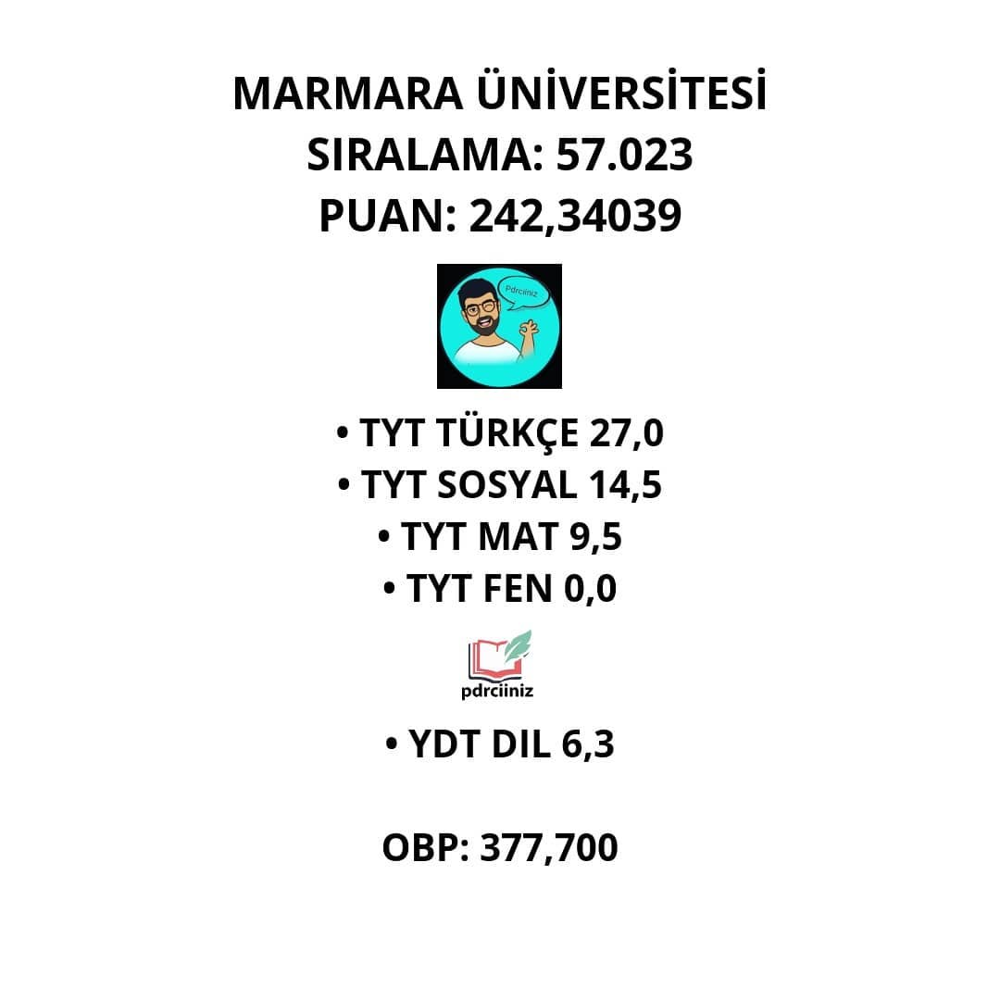 MARMARA ÜNİVERSİTESİ
SIRALAMA: 57.023
PUAN: 242,34039
Pdrciiniz
• TYT TÜRKÇE 27,0
• TYT SOSYAL 14,5
• TYT MAT 9,5
• TYT FEN 0,0
pdrciiniz
• YDT DIL 6,3
OBP: 377,700